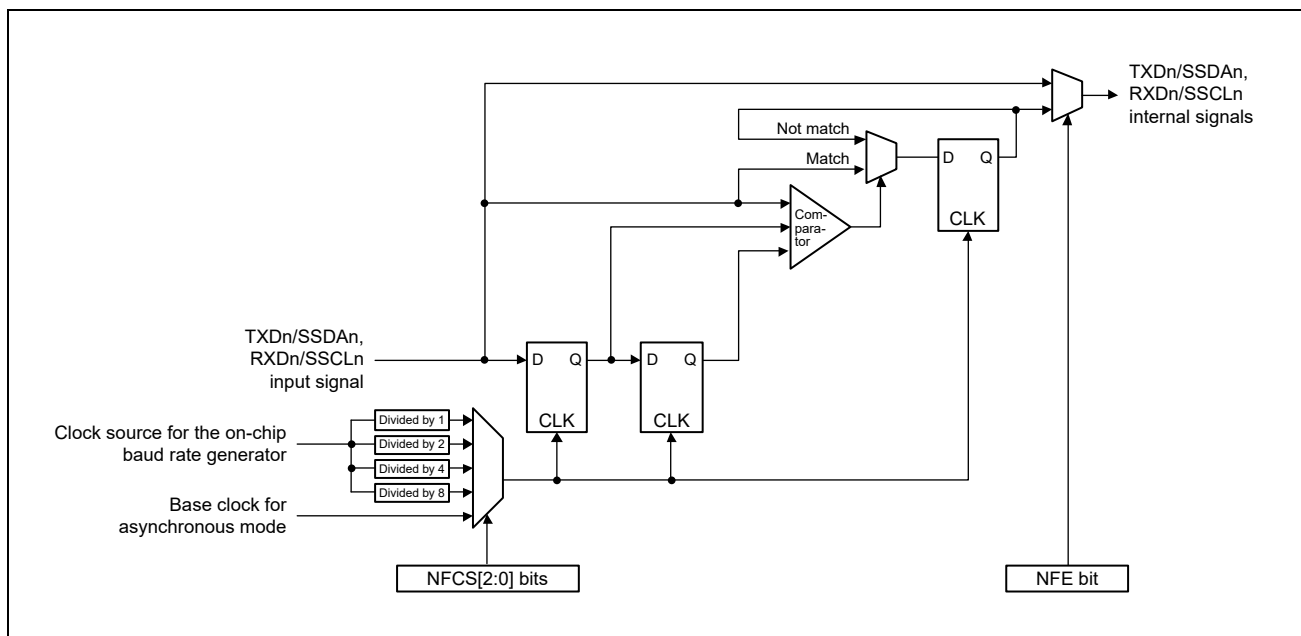 TXDn/SSDAn,
RXDn/SSCLn
internal signals
Not match
Match
D Q
CLK
Com-
para-
tor
TXDn/SSDAn,
RXDn/SSCLn
input signal
D Q
CLK
D Q
CLK
Clock source for the on-chip
baud rate generator
Divided by 1
Divided by 2
Divided by 4
Divided by 8
Base clock for
asynchronous mode
NFCS[2:0] bits
NFE bit